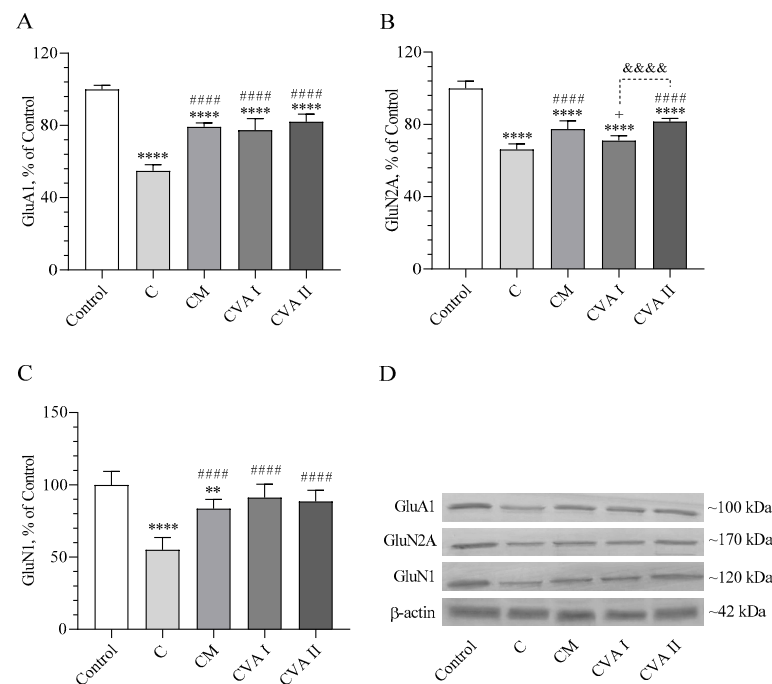 A
GluA1, % of Control
120
80
40
0
####
####
####
****
****
****
****
Control
C
CM
CVA I
CVA II
B
GluN2A, % of Control
120
80
40
0
&&&&
####
####
+
****
****
****
****
Control
C
CM
CVA I
CVA II
C
GluN1, % of Control
150
100
50
0
####
####
####
**
****
Control
C
CM
CVA I
CVA II
D
GluA1 ~100 kDa
GluN2A ~170 kDa
GluN1 ~120 kDa
β-actin ~42 kDa
Control
C
CM
CVA I
CVA II